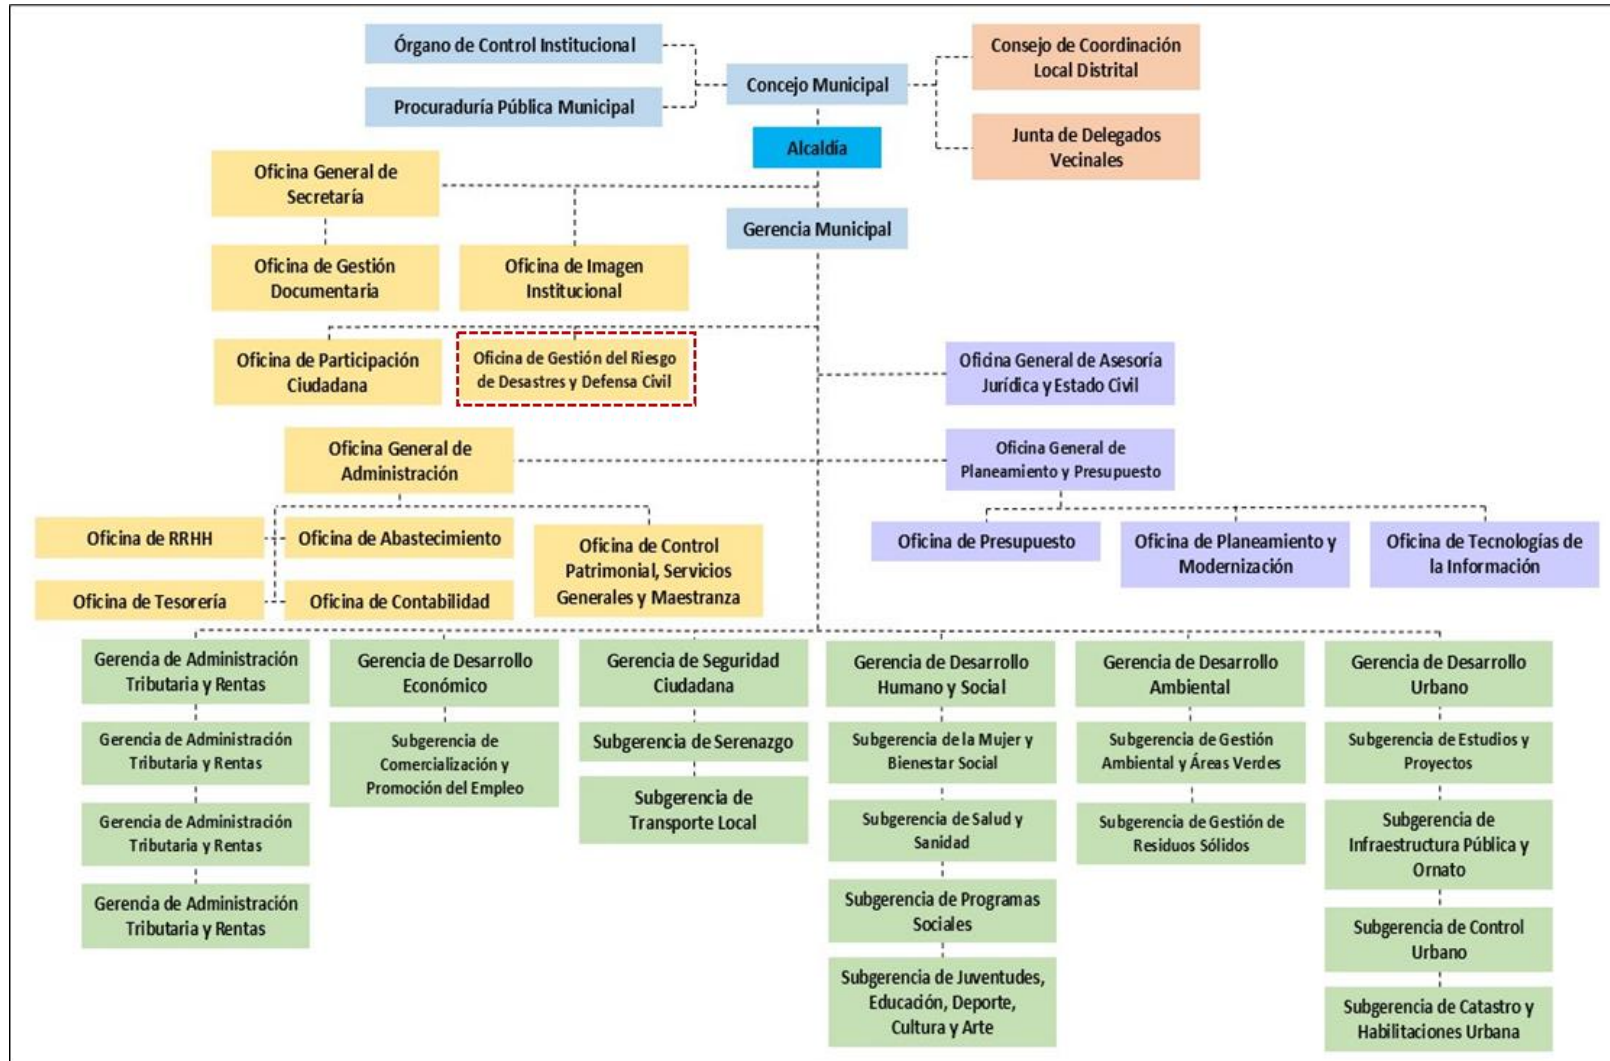 Órgano de Control Institucional
Procuraduría Pública Municipal
Concejo Municipal
Consejo de Coordinación
Local Distrital
Junta de Delegados
Vecinales
Alcaldía
Oficina General de
Secretaría
Gerencia Municipal
Oficina de Gestión
Documentaria
Oficina de Imagen
Institucional
Oficina de Participación
Ciudadana
Oficina de Gestión del Riesgo
de Desastres y Defensa Civil
Oficina General de Asesoría
Jurídica y Estado Civil
Oficina General de
Administración
Oficina General de
Planeamiento y Presupuesto
Oficina de RRHH
Oficina de Abastecimiento
Oficina de Control
Patrimonial, Servicios
Generales y Maestranza
Oficina de Tesorería
Oficina de Contabilidad
Oficina de Presupuesto
Oficina de Planeamiento y
Modernización
Oficina de Tecnologías de
la Información
Gerencia de Administración
Tributaria y Rentas
Gerencia de Administración
Tributaria y Rentas
Gerencia de Administración
Tributaria y Rentas
Gerencia de Administración
Tributaria y Rentas
Gerencia de Desarrollo
Económico
Subgerencia de
Comercialización y
Promoción del Empleo
Gerencia de Seguridad
Ciudadana
Subgerencia de Serenazgo
Subgerencia de
Transporte Local
Gerencia de Desarrollo
Humano y Social
Subgerencia de la Mujer y
Bienestar Social
Subgerencia de Salud y
Sanidad
Subgerencia de Programas
Sociales
Subgerencia de Juventudes,
Educación, Deporte,
Cultura y Arte
Gerencia de Desarrollo
Ambiental
Subgerencia de Gestión
Ambiental y Áreas Verdes
Subgerencia de Gestión de
Residuos Sólidos
Gerencia de Desarrollo
Urbano
Subgerencia de Estudios y
Proyectos
Subgerencia de
Infraestructura Pública y
Ornato
Subgerencia de Control
Urbano
Subgerencia de Catastro y
Habilitaciones Urbana